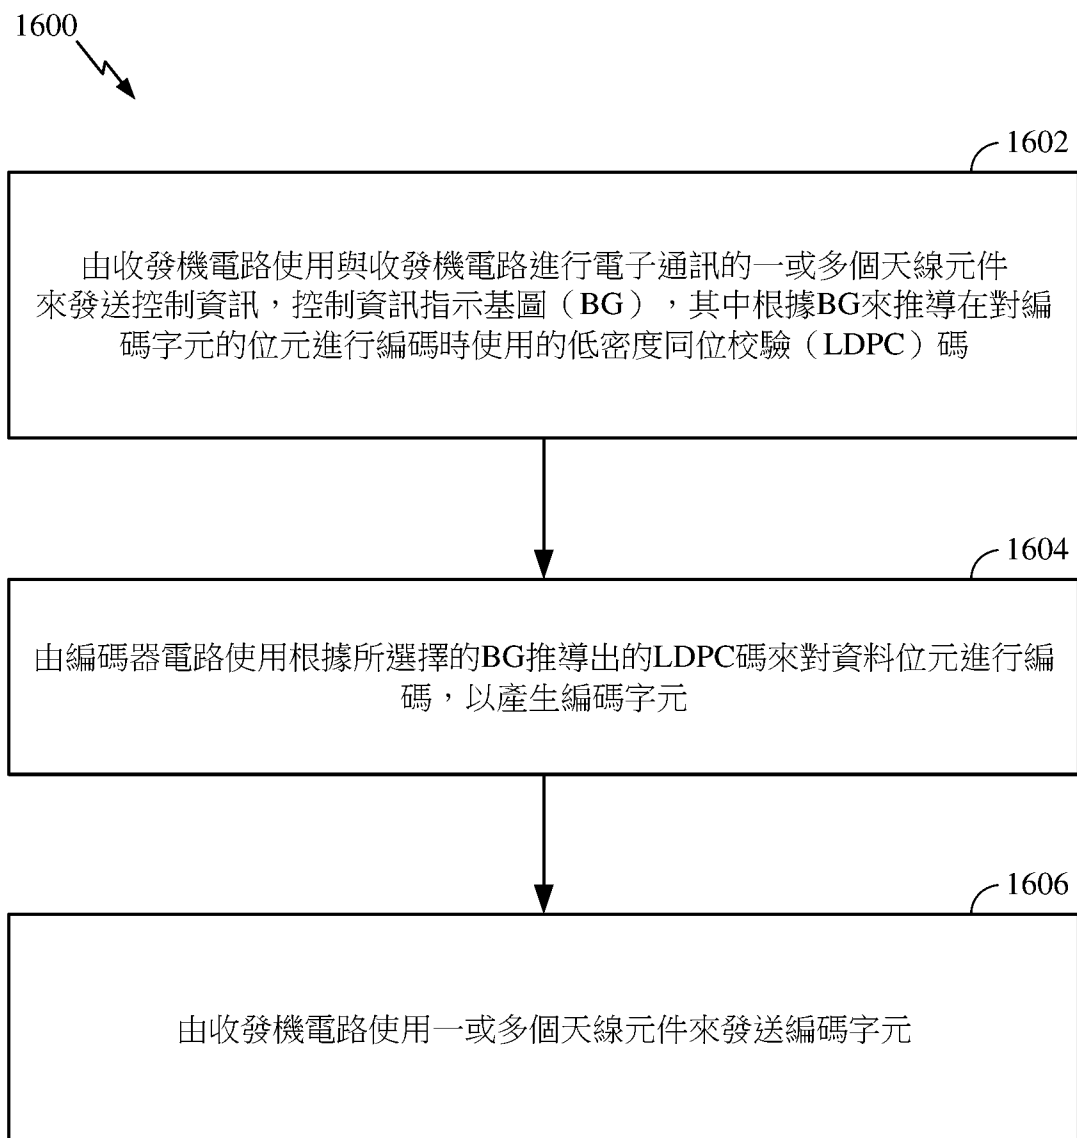 1600
1602
由收發機電路使用與收發機電路進行電子通訊的一或多個天線元件
來發送控制資訊，控制資訊指示基圖（BG），其中根據BG來推導在對編
碼字元的位元進行編碼時使用的低密度同位校驗（LDPC）碼
1604
由編碼器電路使用根據所選擇的BG推導出的LDPC碼來對資料位元進行編
碼，以產生編碼字元
1606
由收發機電路使用一或多個天線元件來發送編碼字元